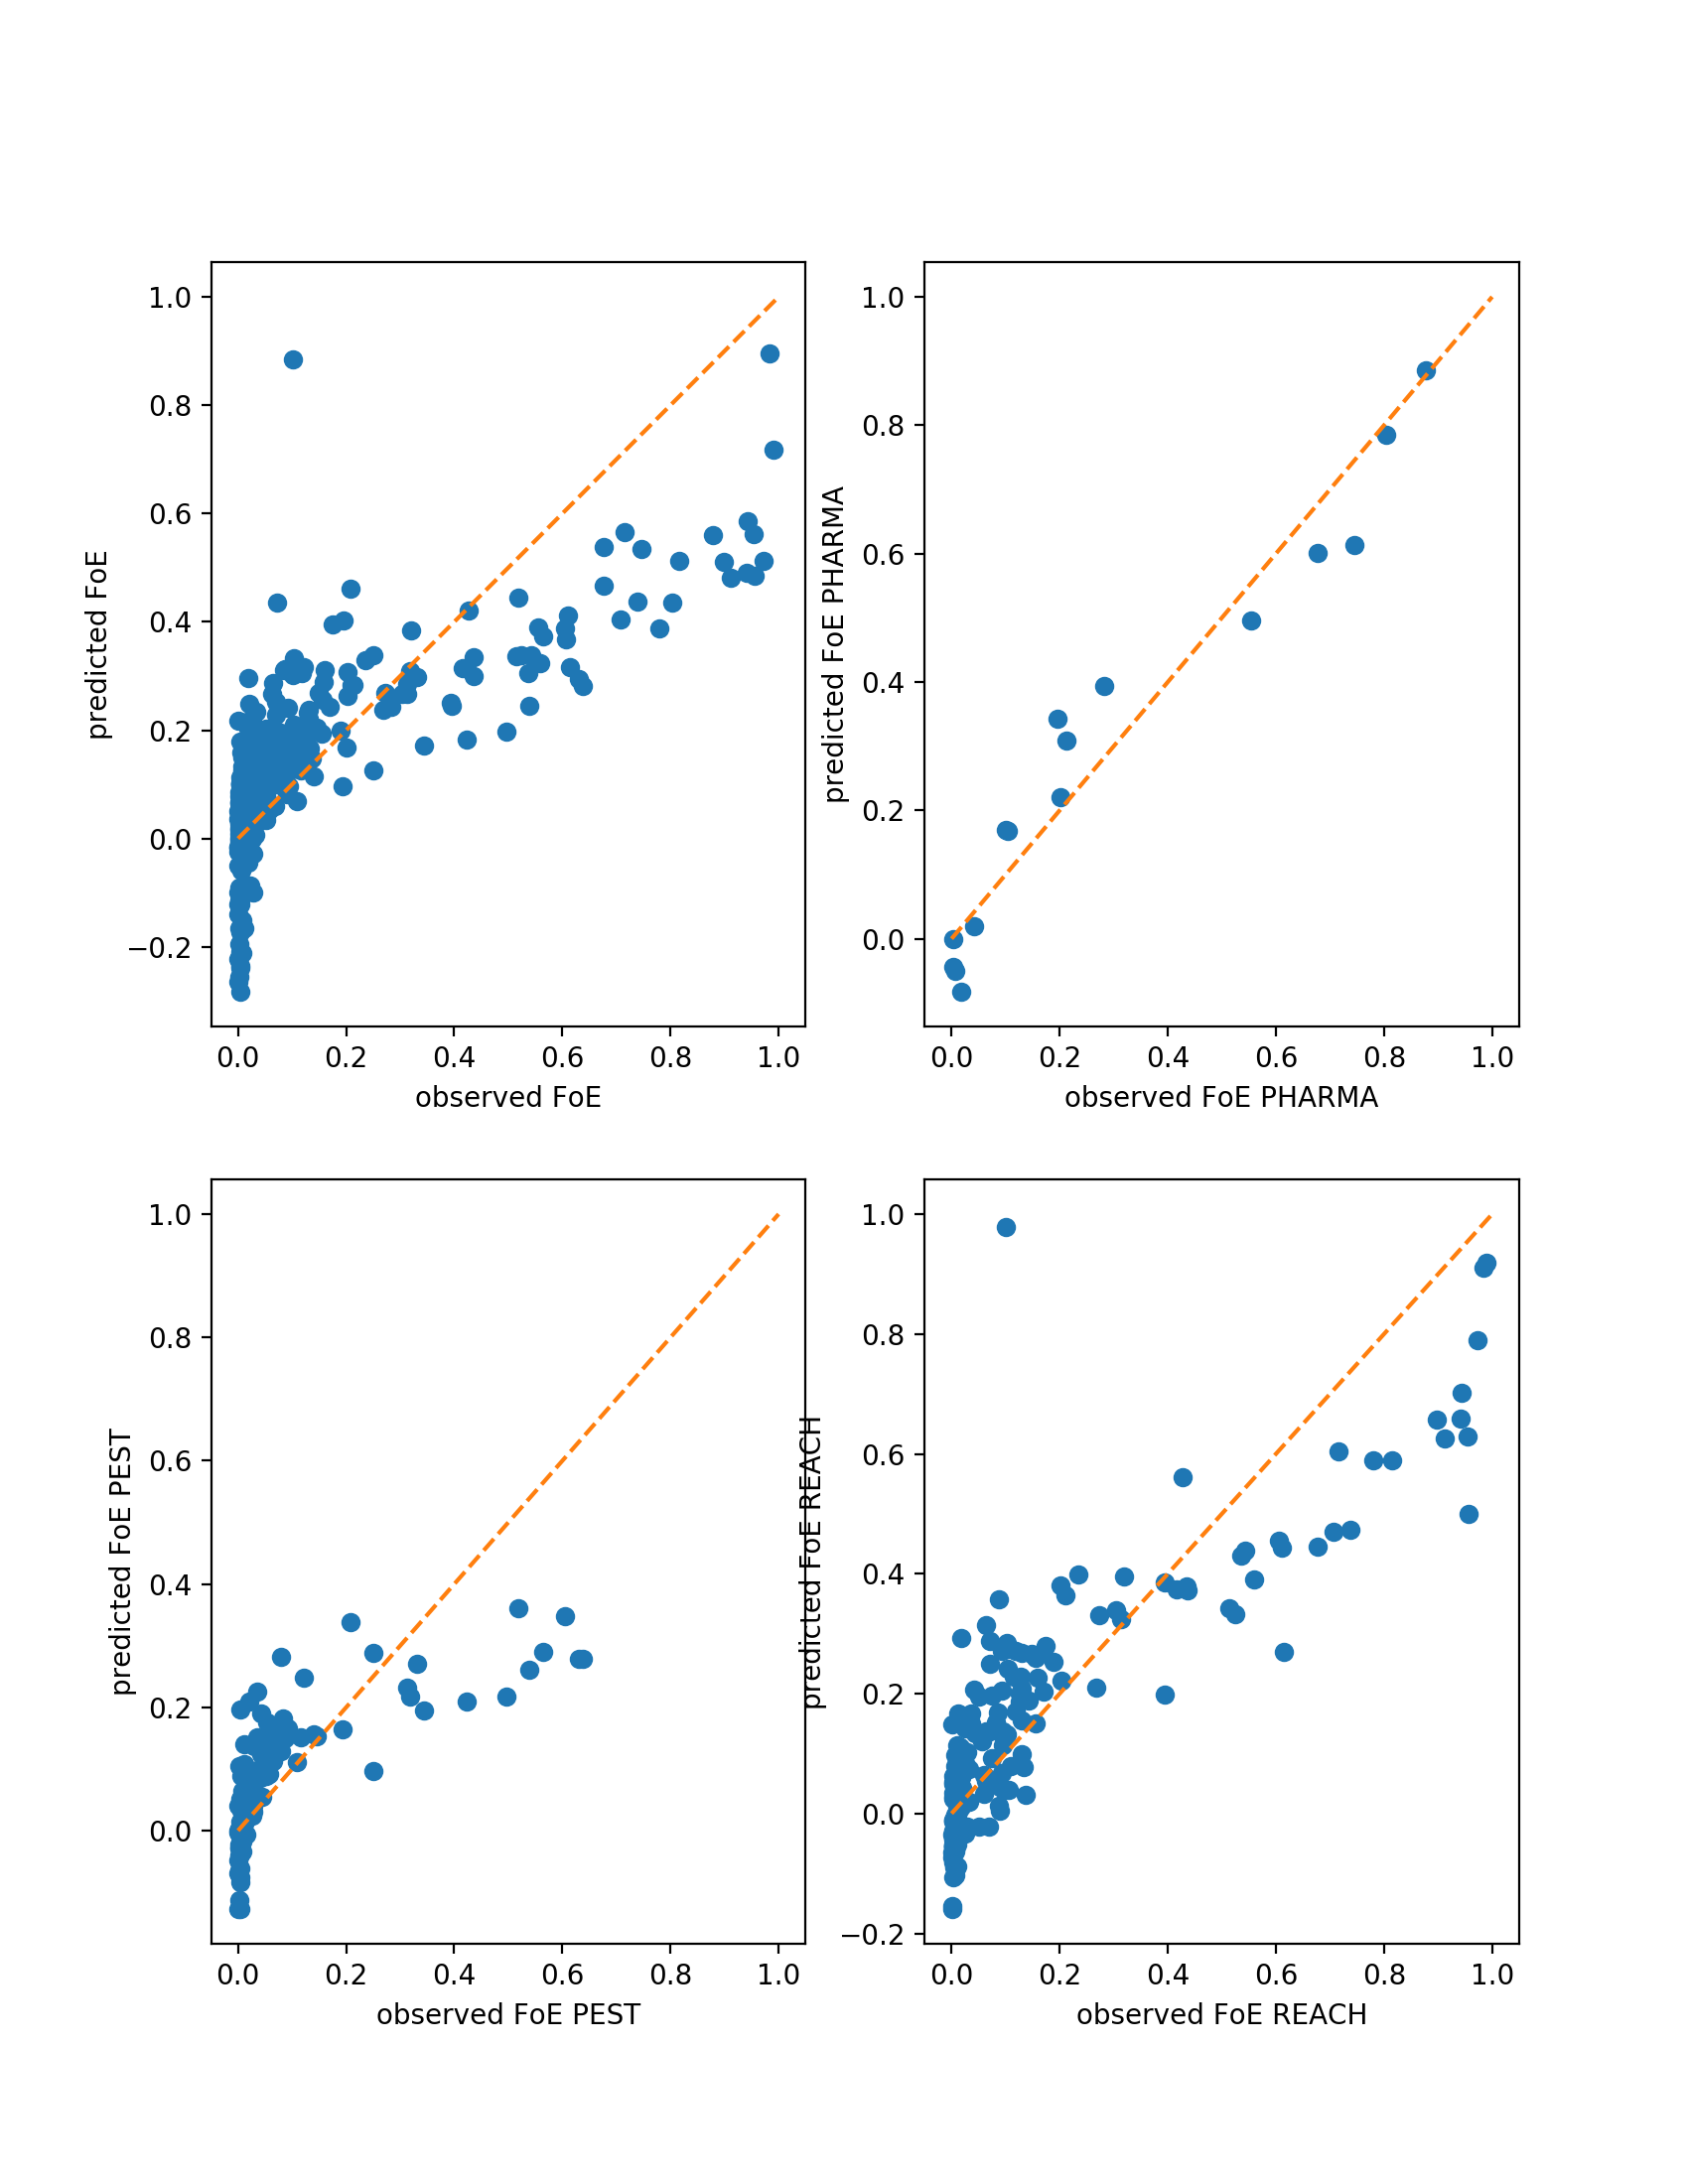 1.0
0.8
0.6
0.4
0.2
0.0
−0.2
predicted FoE
0.0 0.2 0.4 0.6 0.8 1.0
observed FoE
1.0
0.8
0.6
0.4
0.2
0.0
predicted FoE PHARMA
0.0 0.2 0.4 0.6 0.8 1.0
observed FoE PHARMA
1.0
0.8
0.6
0.4
0.2
0.0
predicted FoE PEST
0.0 0.2 0.4 0.6 0.8 1.0
observed FoE PEST
1.0
0.8
0.6
0.4
0.2
0.0
−0.2
predicted FoE REACH
0.0 0.2 0.4 0.6 0.8 1.0
observed FoE REACH